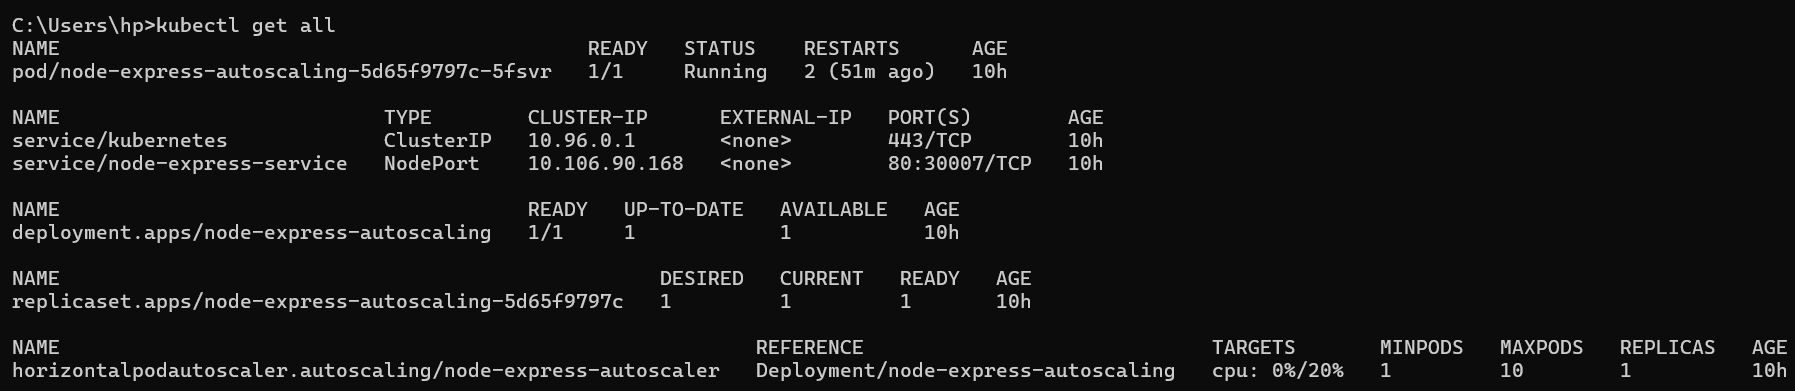 C:\Users\hp>kubectl get all
NAME READY STATUS RESTARTS AGE
pod/node-express-autoscaling-5d65f9797c-5fsvr 1/1 Running 2 (51m ago) 10h
NAME TYPE CLUSTER-IP EXTERNAL-IP PORT(S) AGE
service/kubernetes ClusterIP 10.96.0.1 <none> 443/TCP 10h
service/node-express-service NodePort 10.106.90.168 <none> 80:30007/TCP 10h
NAME READY UP-TO-DATE AVAILABLE AGE
deployment.apps/node-express-autoscaling 1/1 1 1 10h
NAME DESIRED CURRENT READY AGE
replicaset.apps/node-express-autoscaling-5d65f9797c 1 1 1 10h
NAME REFERENCE TARGETS MINPODS MAXPODS REPLICAS AGE
horizontalpodautoscaler.autoscaling/node-express-autoscaler Deployment/node-express-autoscaling cpu: 0%/20% 1 10 1 10h